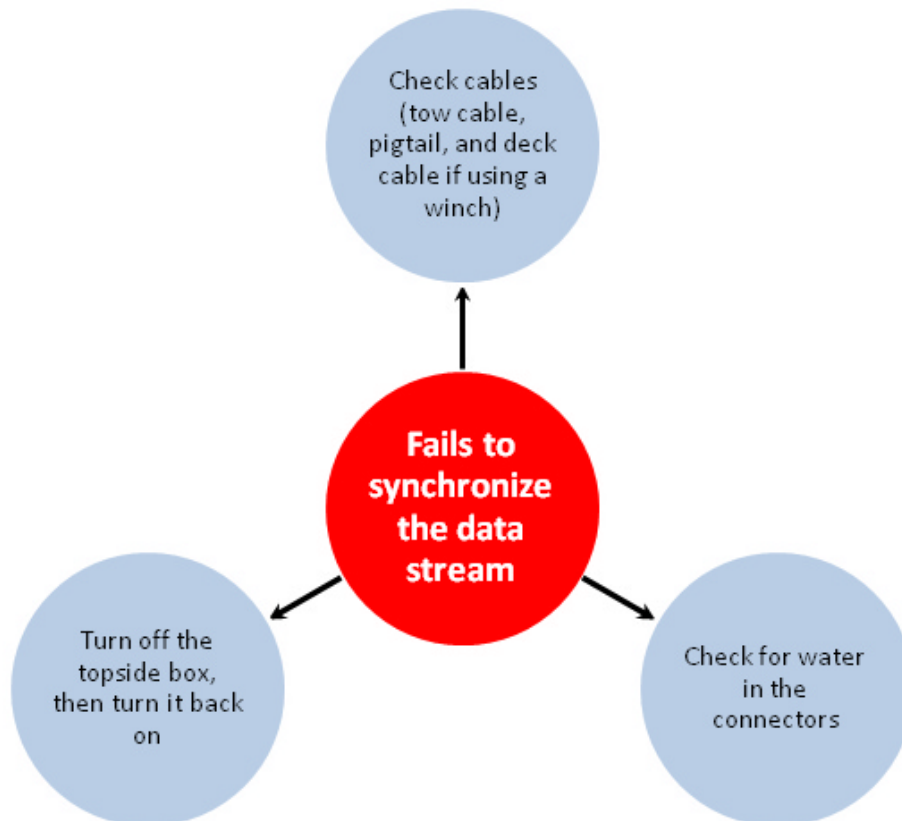 Check cables
(tow cable,
pigtail, and deck
cable if using a
winch)
Fails to
synchronize
the data
stream
Turn off the
topside box,
then turn it back
on
Check for water
in the
connectors